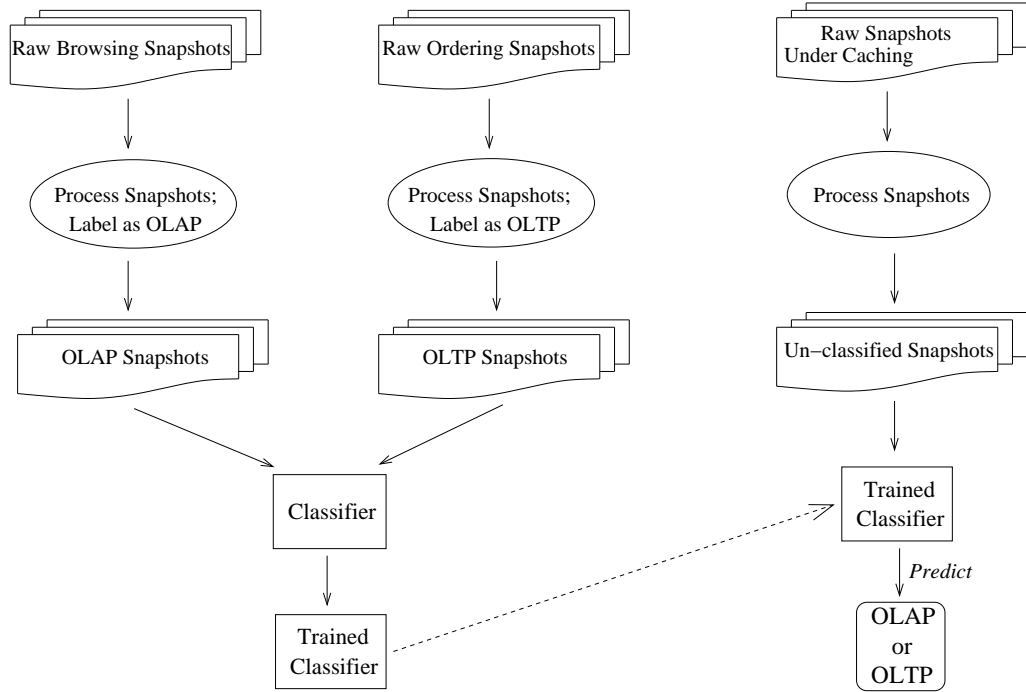 Raw Browsing Snapshots
Raw Ordering Snapshots
Raw Snapshots
Under Caching
Process Snapshots;
Label as OLAP
Process Snapshots;
Label as OLTP
Process Snapshots
OLAP Snapshots
OLTP Snapshots
Un−classified Snapshots
Classifier
Trained
Classifier
Predict
Trained
Classifier
OLAP
or
OLTP